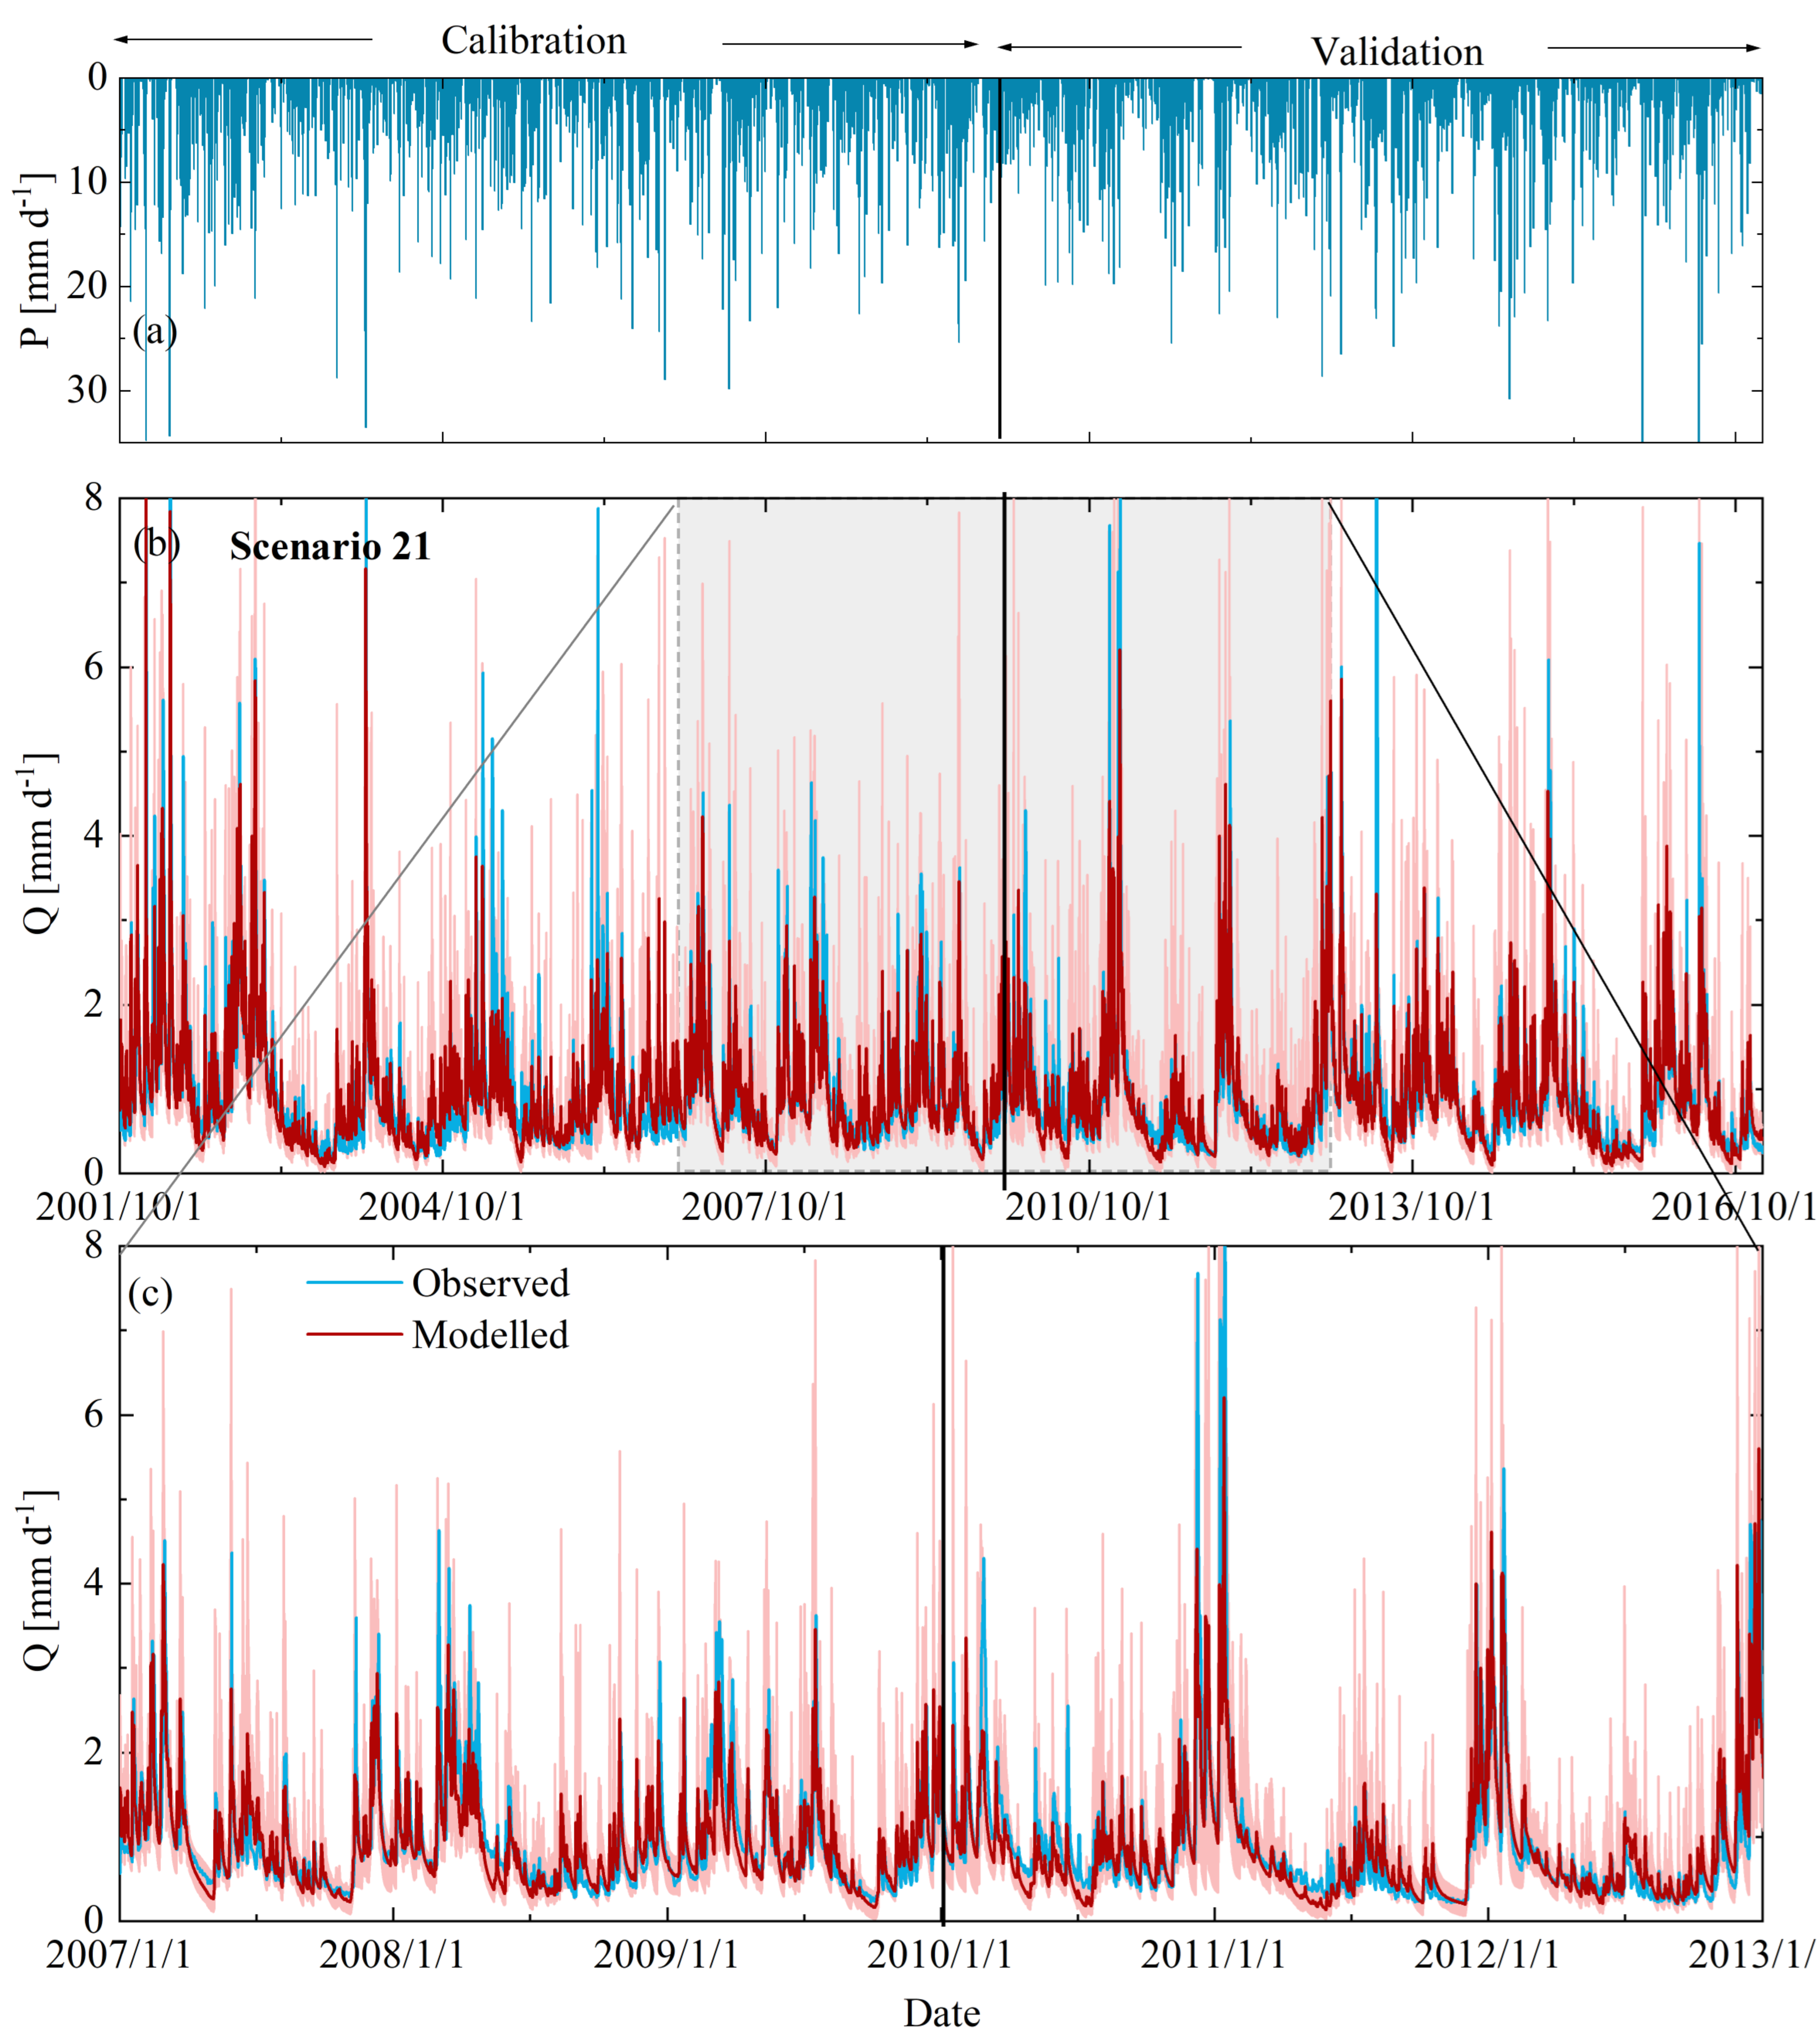 Calibration
Validation
0
10
20
30
P [mm d⁻¹]
(a)
8
6
4
2
0
Q [mm d⁻¹]
(b)
Scenario 21
2001/10/1
2004/10/1
2007/10/1
2010/10/1
2013/10/1
2016/10/1
8
6
4
2
0
Q [mm d⁻¹]
(c)
Observed
Modelled
2007/1/1
2008/1/1
2009/1/1
2010/1/1
2011/1/1
2012/1/1
2013/1/
Date